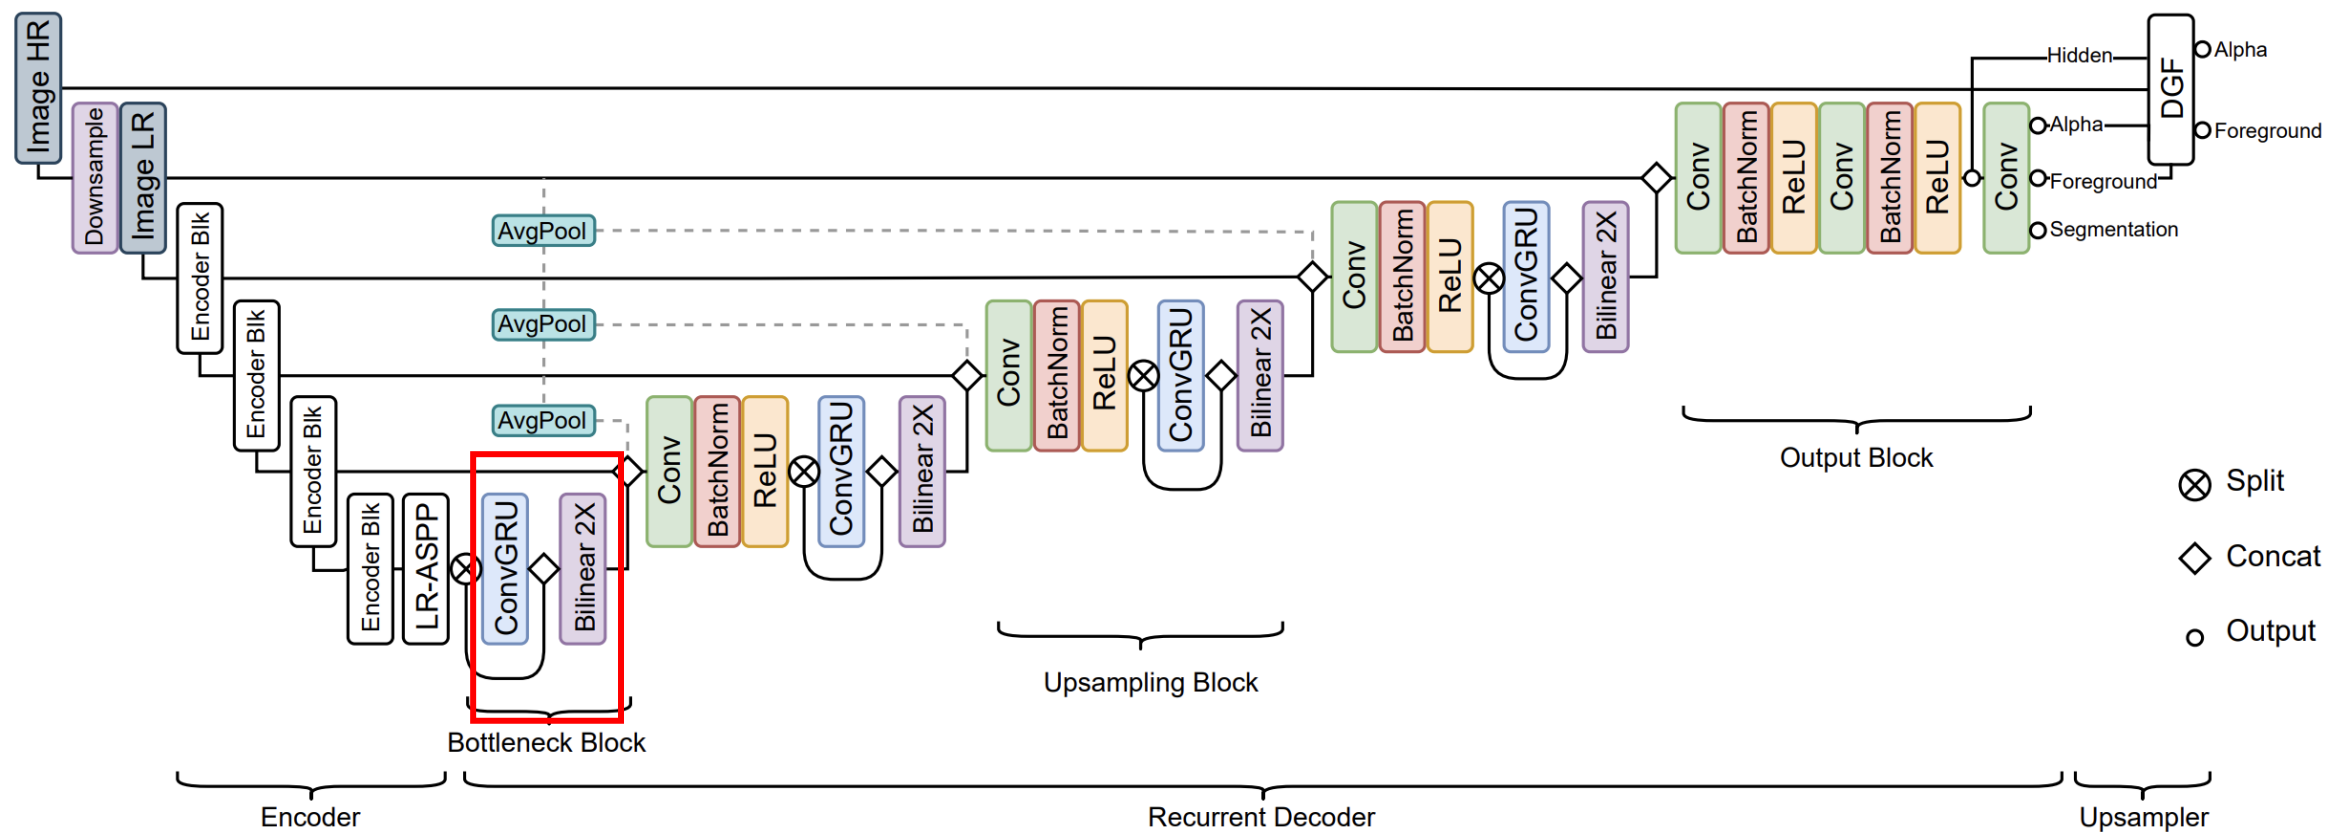 Image HR
Downsample
Image LR
Encoder Blk
Encoder Blk
Encoder Blk
Encoder Blk
LR-ASPP
AvgPool
AvgPool
AvgPool
ConvGRU
Bilinear 2X
Bottleneck Block
Conv
BatchNorm
ReLU
ConvGRU
Bilinear 2X
Conv
BatchNorm
ReLU
ConvGRU
Bilinear 2X
Upsampling Block
Conv
BatchNorm
ReLU
ConvGRU
Bilinear 2X
Conv
BatchNorm
ReLU
Conv
BatchNorm
ReLU
Conv
Output Block
Hidden
Alpha
Foreground
Segmentation
DGF
Alpha
Foreground
Split
Concat
Output
Encoder
Recurrent Decoder
Upsampler